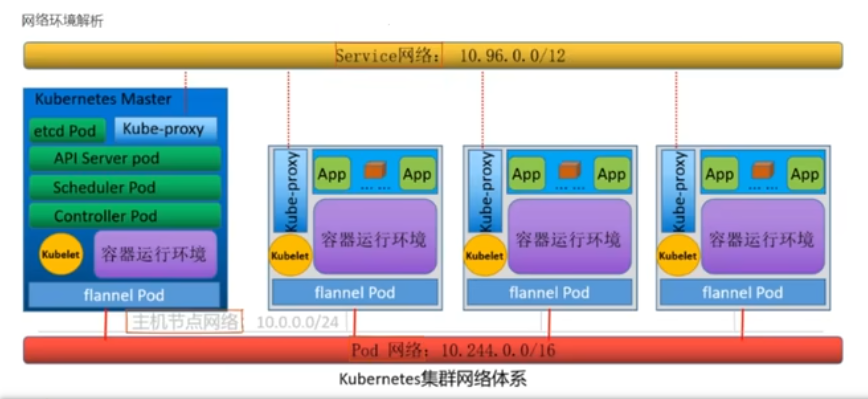 网络环境解析
Service网络： 10.96.0.0/12
Kubernetes Master
etcd Pod
Kube-proxy
API Server pod
Scheduler Pod
Controller Pod
Kubelet
容器运行环境
flannel Pod
Kube-proxy
App
... ...
App
Kubelet
容器运行环境
flannel Pod
Kube-proxy
App
... ...
App
Kubelet
容器运行环境
flannel Pod
Kube-proxy
App
... ...
App
Kubelet
容器运行环境
flannel Pod
主机节点网络：10.0.0.0/24
Pod 网络：10.244.0.0/16
Kubernetes集群网络体系